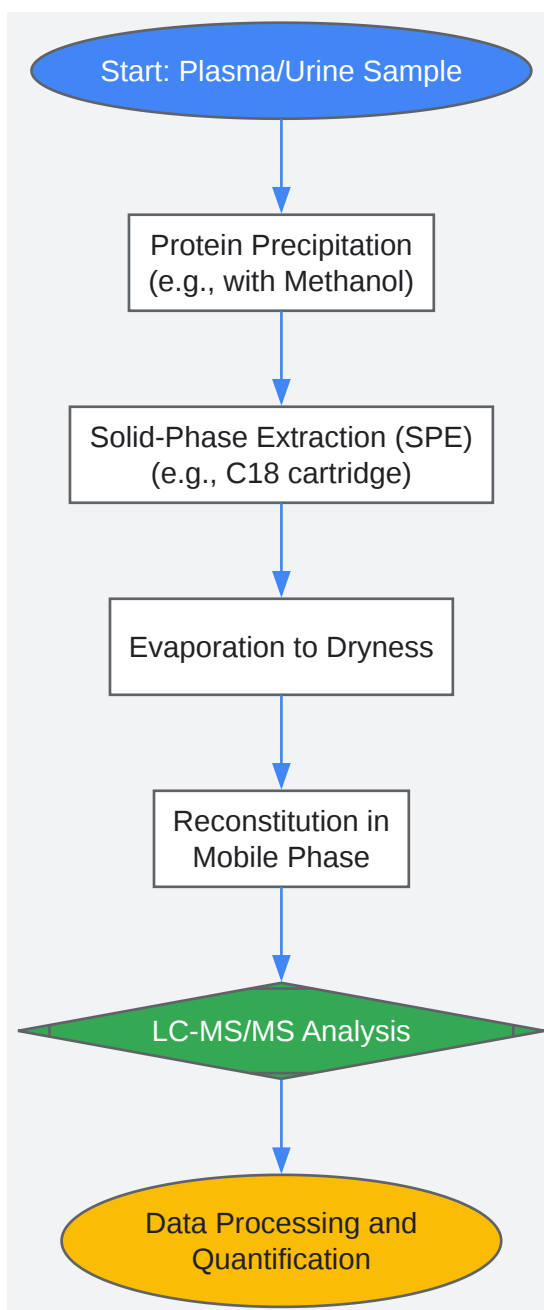 Start: Plasma/Urine Sample
Protein Precipitation
(e.g., with Methanol)
Solid-Phase Extraction (SPE)
(e.g., C18 cartridge)
Evaporation to Dryness
Reconstitution in
Mobile Phase
LC-MS/MS Analysis
Data Processing and
Quantification